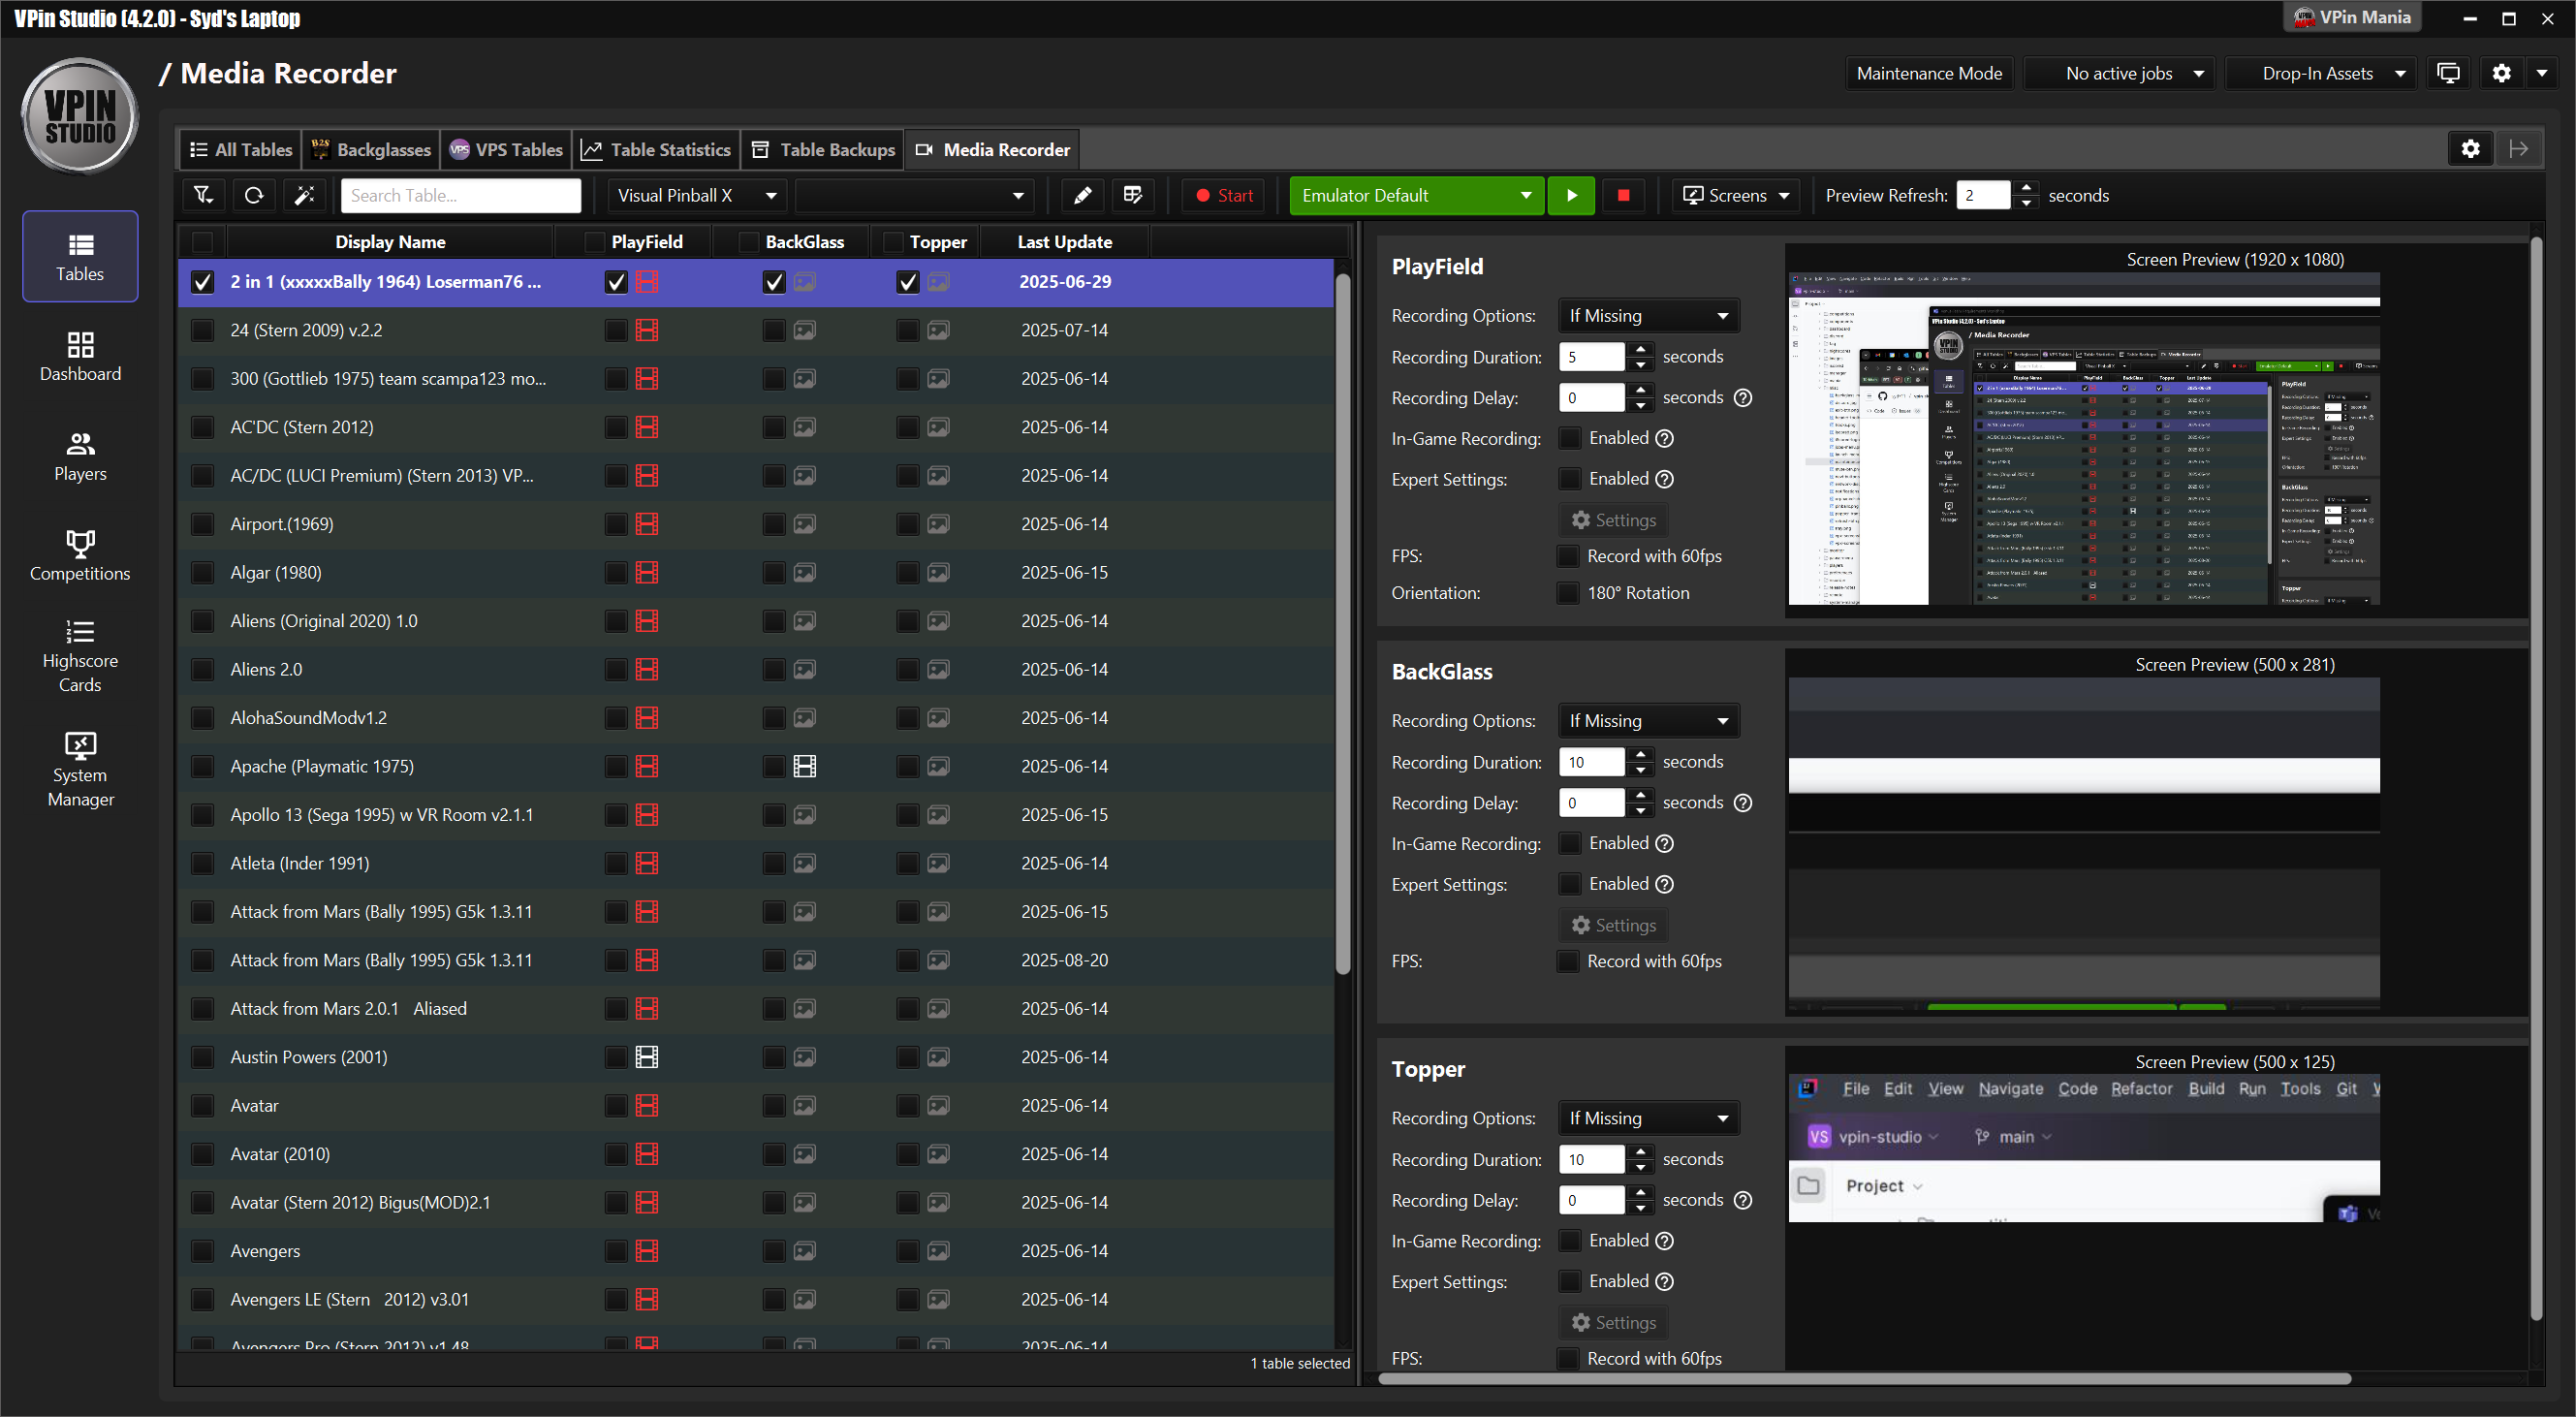 VPin Studio (4.2.0) - Syd's Laptop
VPin Mania
VPIN STUDIO
/ Media Recorder
Maintenance Mode
No active jobs
Drop-In Assets
All Tables
Backglasses
VPS Tables
Table Statistics
Table Backups
Media Recorder
Search Table...
Visual Pinball X
Start
Emulator Default
Screens
Preview Refresh: 2 seconds
Tables
Dashboard
Players
Competitions
Highscore
Cards
System
Manager
Display Name PlayField BackGlass Topper Last Update
2 in 1 (xxxxxBally 1964) Loserman76 ... 2025-06-29
24 (Stern 2009) v.2.2 2025-07-14
300 (Gottlieb 1975) team scampa123 mo... 2025-06-14
AC'DC (Stern 2012) 2025-06-14
AC/DC (LUCI Premium) (Stern 2013) VP... 2025-06-14
Airport.(1969) 2025-06-14
Algar (1980) 2025-06-15
Aliens (Original 2020) 1.0 2025-06-14
Aliens 2.0 2025-06-14
AlohaSoundModv1.2 2025-06-14
Apache (Playmatic 1975) 2025-06-14
Apollo 13 (Sega 1995) w VR Room v2.1.1 2025-06-15
Atleta (Inder 1991) 2025-06-14
Attack from Mars (Bally 1995) G5k 1.3.11 2025-06-15
Attack from Mars (Bally 1995) G5k 1.3.11 2025-08-20
Attack from Mars 2.0.1 Aliased 2025-06-14
Austin Powers (2001) 2025-06-14
Avatar 2025-06-14
Avatar (2010) 2025-06-14
Avatar (Stern 2012) Bigus(MOD)2.1 2025-06-14
Avengers 2025-06-14
Avengers LE (Stern 2012) v3.01 2025-06-14
Avengers Pro (Stern 2012) v1.48 2025-06-14
1 table selected
PlayField
Recording Options: If Missing
Recording Duration: 5 seconds
Recording Delay: 0 seconds
In-Game Recording: Enabled
Expert Settings: Enabled
Settings
FPS: Record with 60fps
Orientation: 180° Rotation
Screen Preview (1920 x 1080)
BackGlass
Recording Options: If Missing
Recording Duration: 10 seconds
Recording Delay: 0 seconds
In-Game Recording: Enabled
Expert Settings: Enabled
Settings
FPS: Record with 60fps
Screen Preview (500 x 281)
Topper
Recording Options: If Missing
Recording Duration: 10 seconds
Recording Delay: 0 seconds
In-Game Recording: Enabled
Expert Settings: Enabled
Settings
FPS: Record with 60fps
Screen Preview (500 x 125)
File Edit View Navigate Code Refactor Build Run Tools Git
VS vpin-studio main
Project